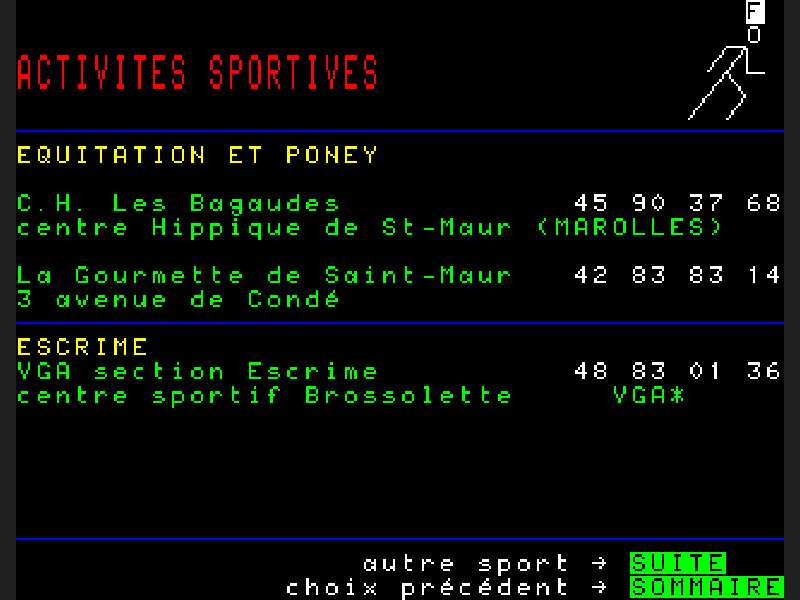 F
ACTIVITES SPORTIVES
EQUITATION ET PONEY
C.H. Les Bagaudes 45 90 37 68
centre Hippique de St-Maur (MAROLLES)
La Gourmette de Saint-Maur 42 83 83 14
3 avenue de Condé
ESCRIME
VGA section Escrime 48 83 01 36
centre sportif Brossolette VGA*
autre sport → SUITE
choix précédent → SOMMAIRE